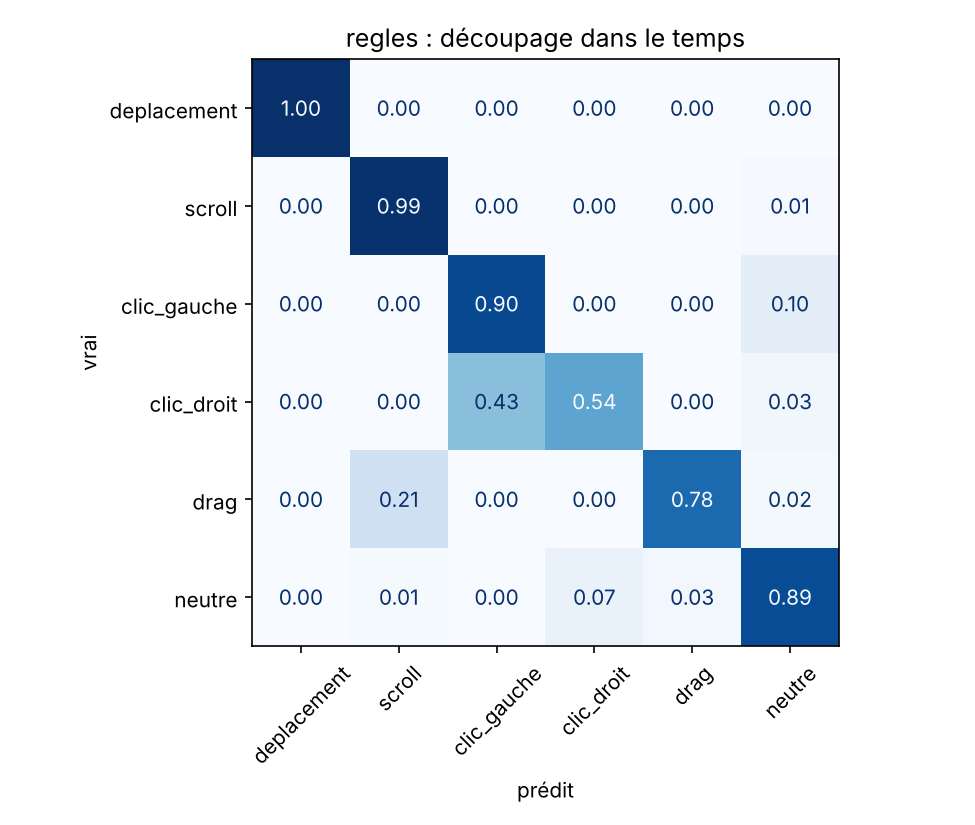 regles : découpage dans le temps
deplacement 1.00 0.00 0.00 0.00 0.00 0.00
scroll 0.00 0.99 0.00 0.00 0.00 0.01
clic_gauche 0.00 0.00 0.90 0.00 0.00 0.10
vrai
clic_droit 0.00 0.00 0.43 0.54 0.00 0.03
drag 0.00 0.21 0.00 0.00 0.78 0.02
neutre 0.00 0.01 0.00 0.07 0.03 0.89
deplacement scroll clic_gauche clic_droit drag neutre
prédit